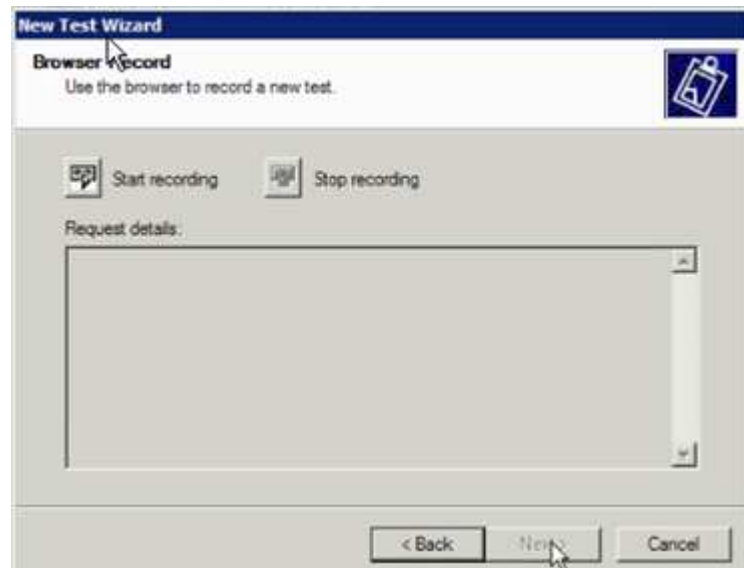 New Test Wizard
Browser Record
Use the browser to record a new test.
Start recording
Stop recording
Request details:
< Back
Cancel